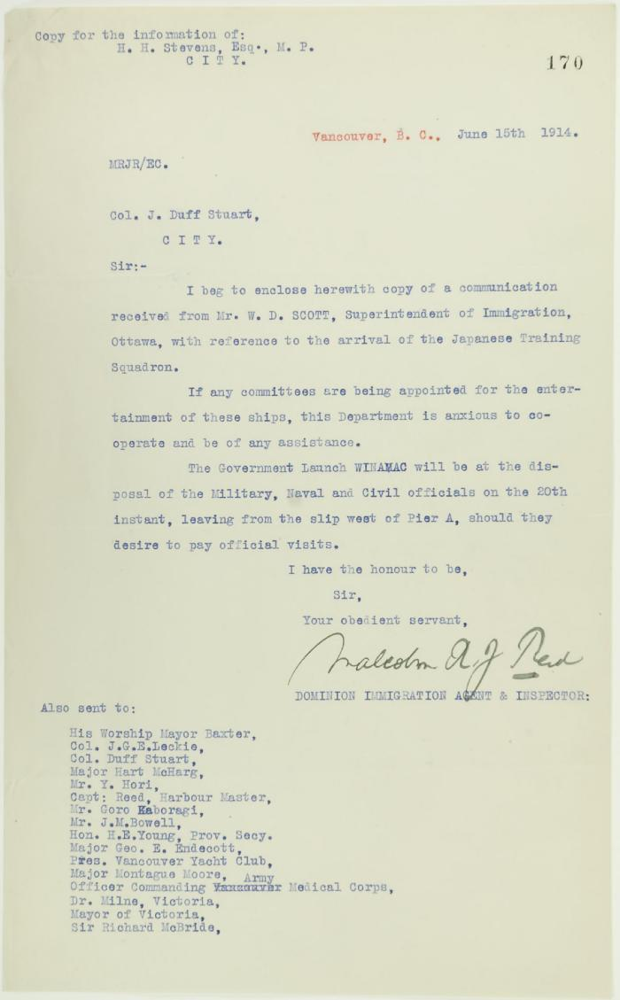 Copy for the information of:
H. H. Stevens, Esq., M. P.
C I T Y.
170
Vancouver, B. C., June 15th 1914.
MRJR/EC.
Col. J. Duff Stuart,
C I T Y.
Sir:-
I beg to enclose herewith copy of a communication
received from Mr. W. D. SCOTT, Superintendent of Immigration,
Ottawa, with reference to the arrival of the Japanese Training
Squadron.
If any committees are being appointed for the enter-
tainment of these ships, this Department is anxious to co-
operate and be of any assistance.
The Government Launch WINAMAC will be at the dis-
posal of the Military, Naval and Civil officials on the 20th
instant, leaving from the slip west of Pier A, should they
desire to pay official visits.
I have the honour to be,
Sir,
Your obedient servant,
Malcolm R. J. Reid
DOMINION IMMIGRATION AGENT & INSPECTOR:
Also sent to:
His Worship Mayor Baxter,
Col. J.G.E.Leckie,
Col. Duff Stuart,
Major Hart McHarg,
Mr. Y. Hori,
Capt: Reed, Harbour Master,
Mr. Goro Kaboragi,
Mr. J.M.Bowell,
Hon. H.E.Young, Prov. Secy.
Major Geo. E. Endecott,
Pres. Vancouver Yacht Club,
Major Montague Moore,
Army
Officer Commanding Vancouver Medical Corps,
Dr. Milne, Victoria,
Mayor of Victoria,
Sir Richard McBride,